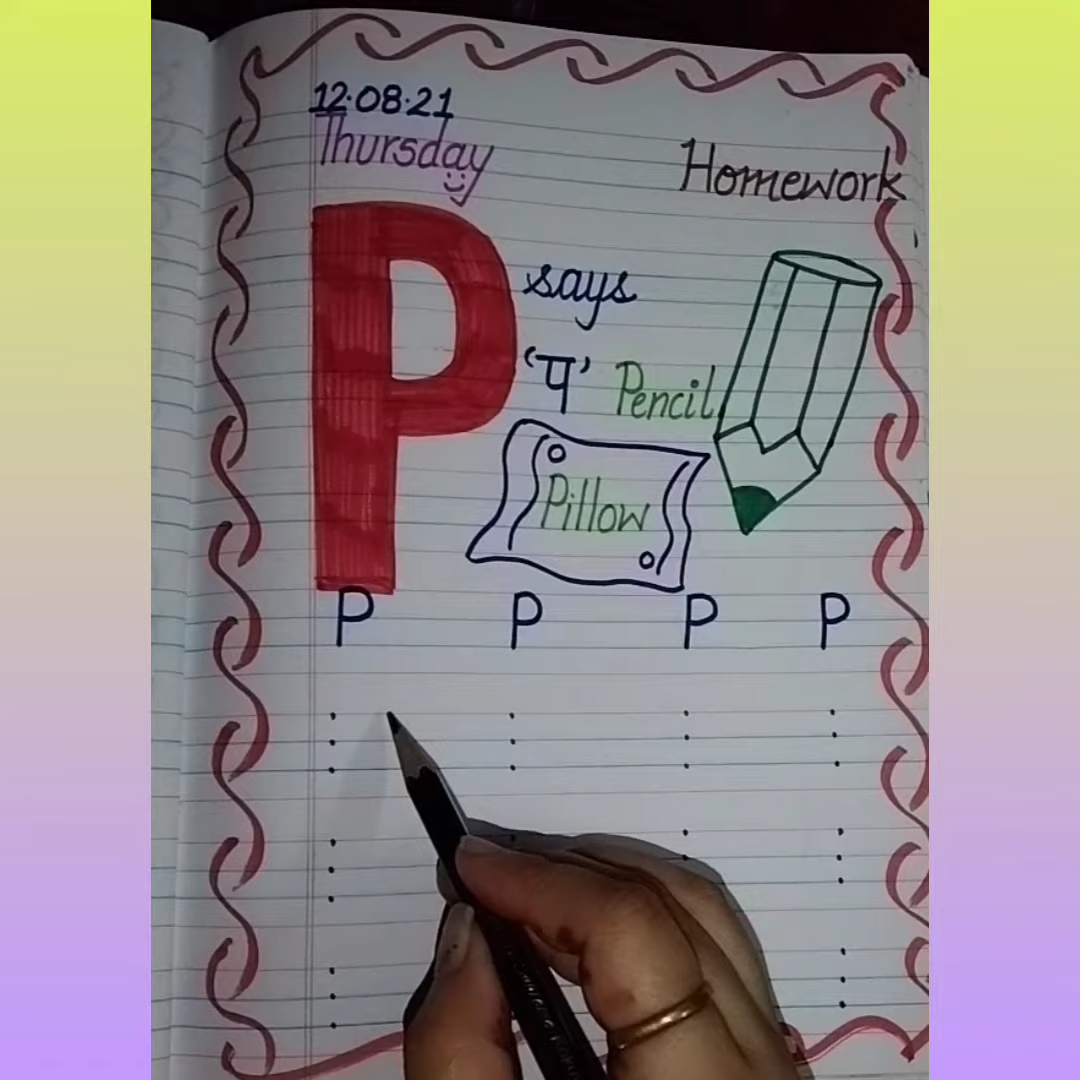 12.08.21
Thursday
Homework
P says
'प' Pencil
Pillow
P P P P